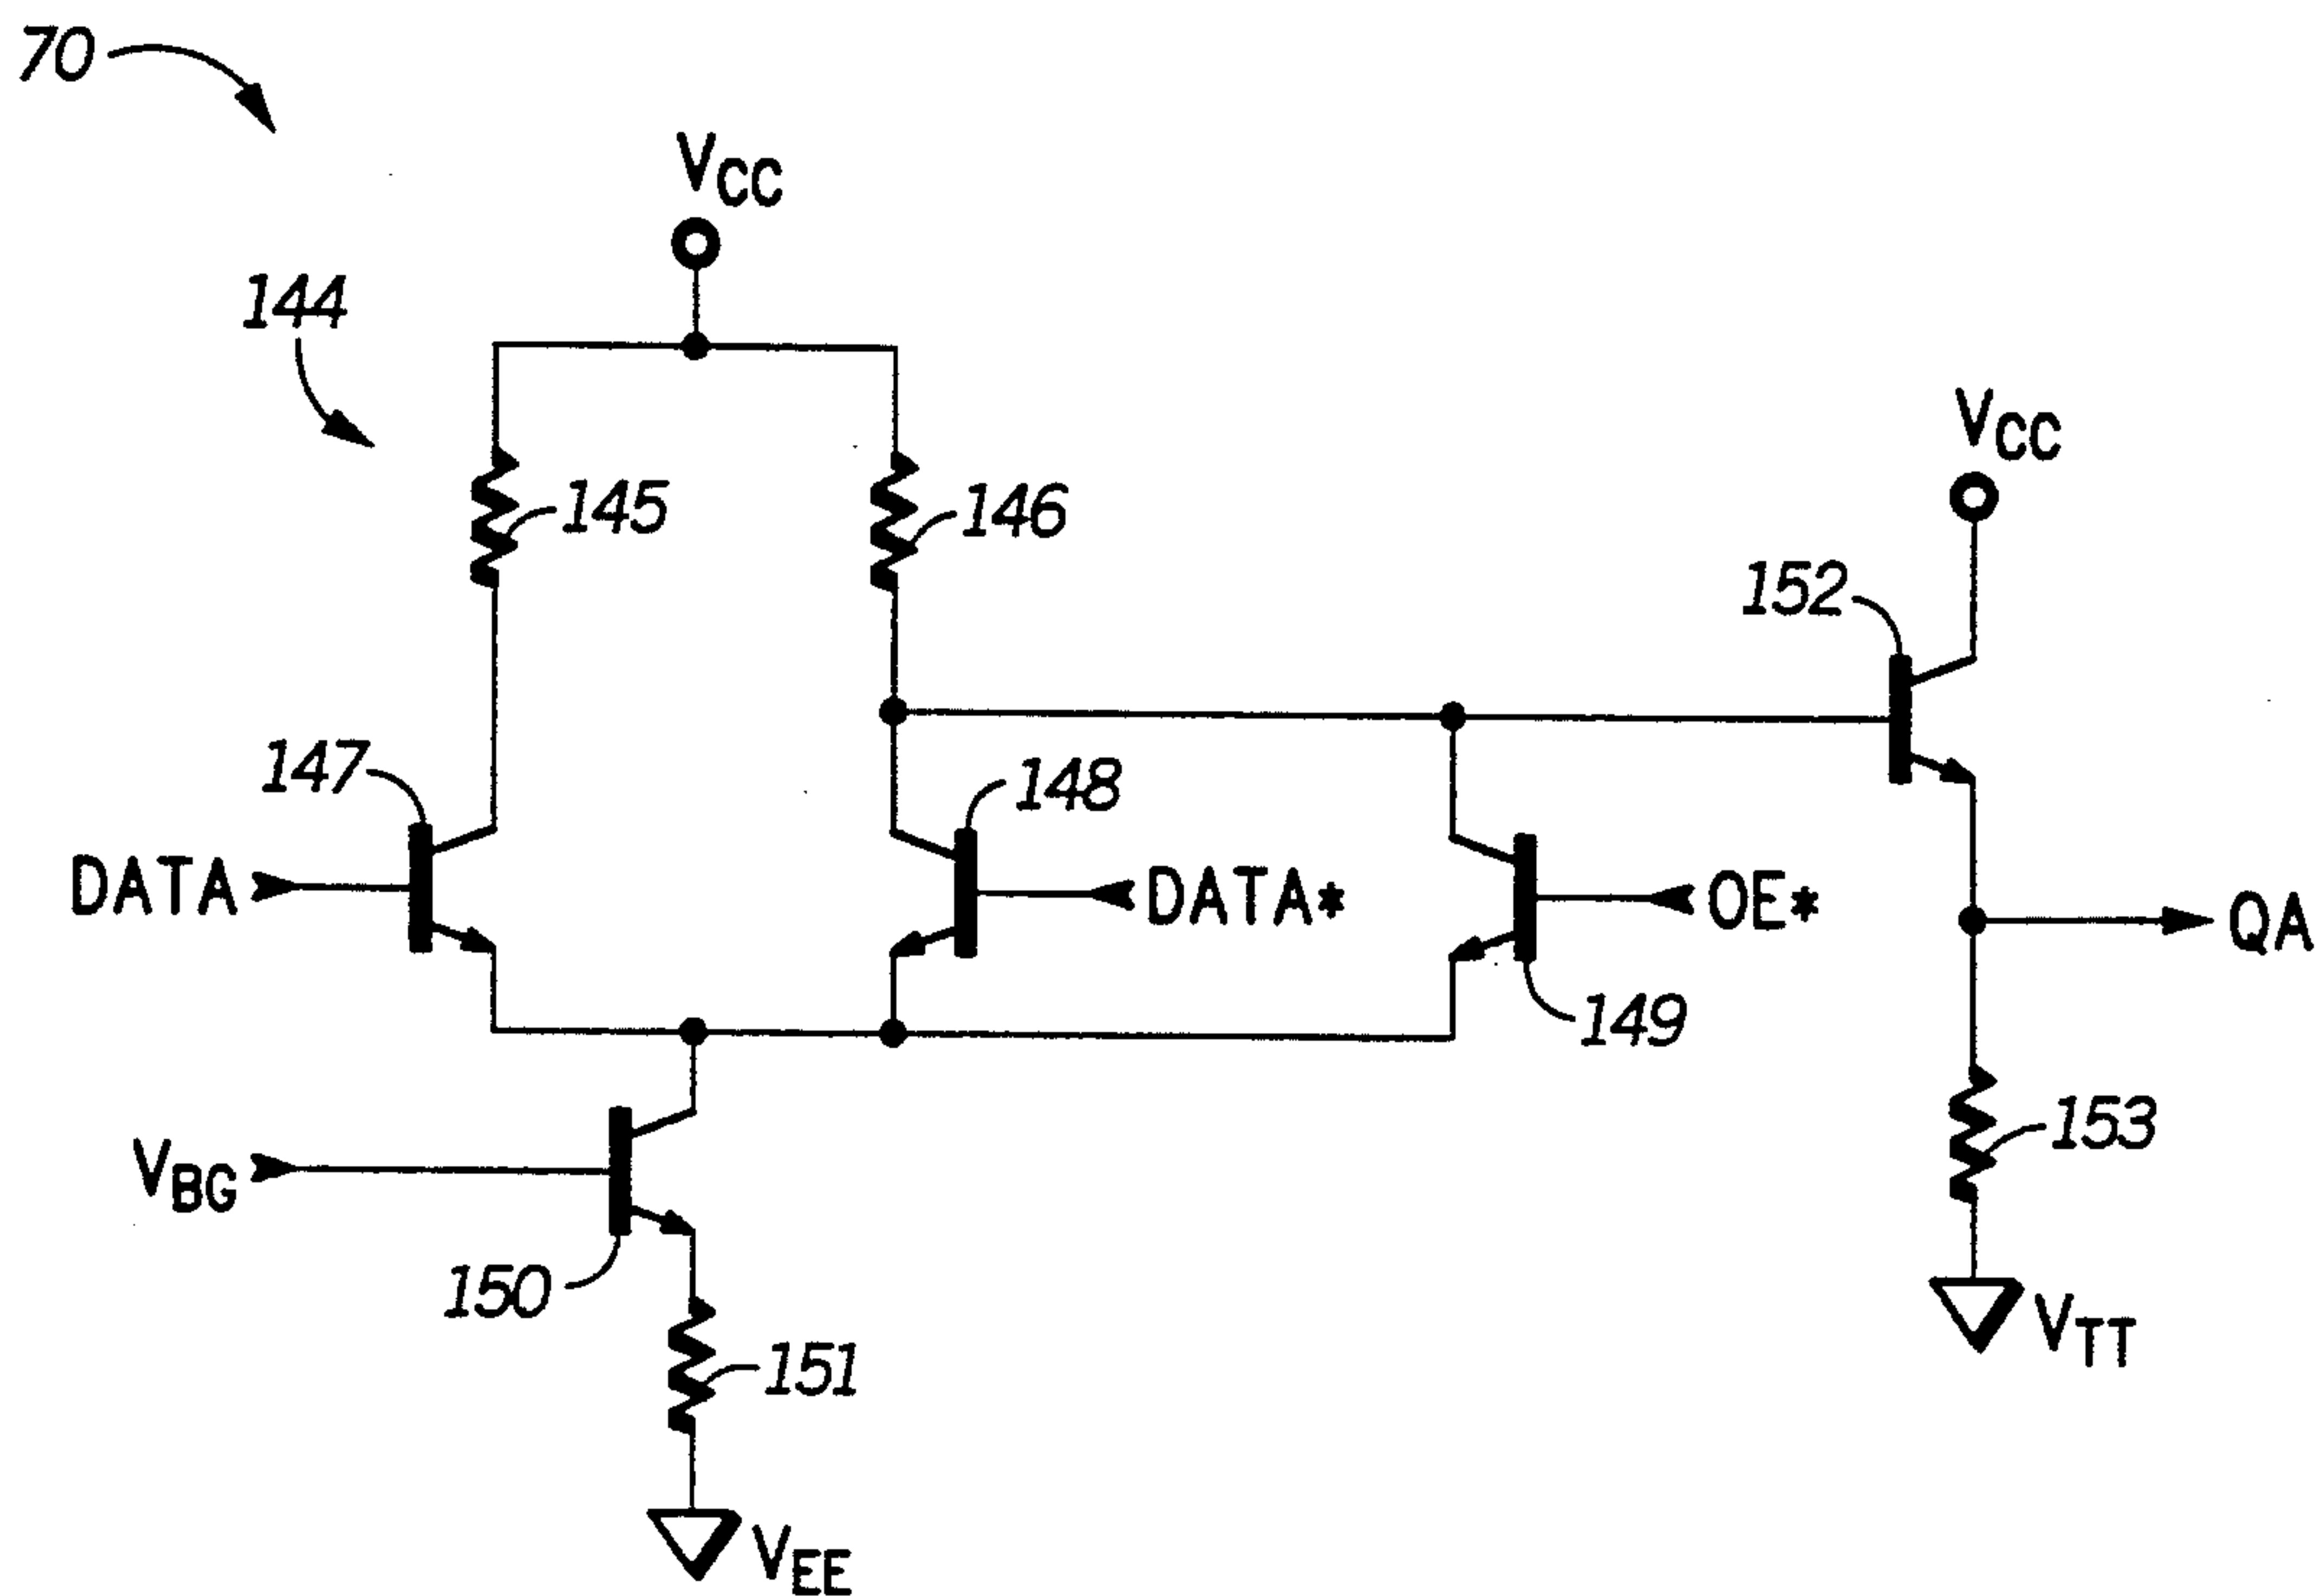 70
VCC
144
VCC
145
146
152
147
148
DATA
DATA*
OE*
QA
149
153
VBG
150
VTT
151
VEE